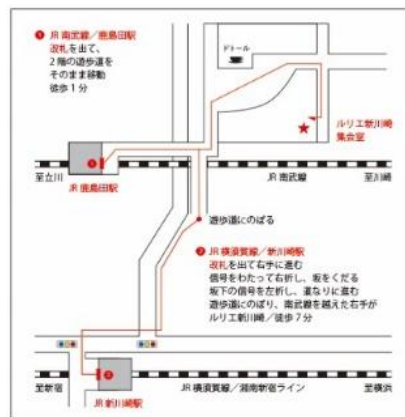 ❶ JR 南武線／鹿島田駅
改札を出て、
2階の遊歩道を
そのまま移動
徒歩1分
ドトール
ルリエ新川崎
集会室
❶
至立川
JR 南武線
至川崎
JR 鹿島田駅
遊歩道にのぼる
❷ JR 横須賀線／新川崎駅
改札を出て右手に進む
信号をわたって右折し、坂をくだる
坂下の信号を左折し、道なりに進む
遊歩道にのぼり、南武線を越えた右手が
ルリエ新川崎／徒歩7分
❷
至新宿
JR 横須賀線／湘南新宿ライン
至横浜
JR 新川崎駅